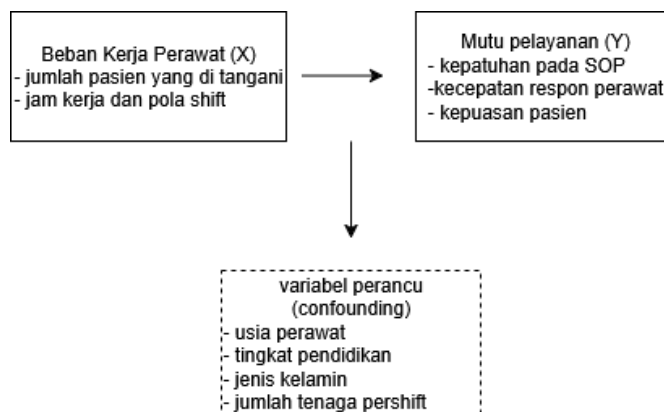 Beban Kerja Perawat (X)
- jumlah pasien yang di tangani
- jam kerja dan pola shift
Mutu pelayanan (Y)
- kepatuhan pada SOP
-kecepatan respon perawat
- kepuasan pasien
variabel perancu
(confounding)
- usia perawat
- tingkat pendidikan
- jenis kelamin
- jumlah tenaga pershift